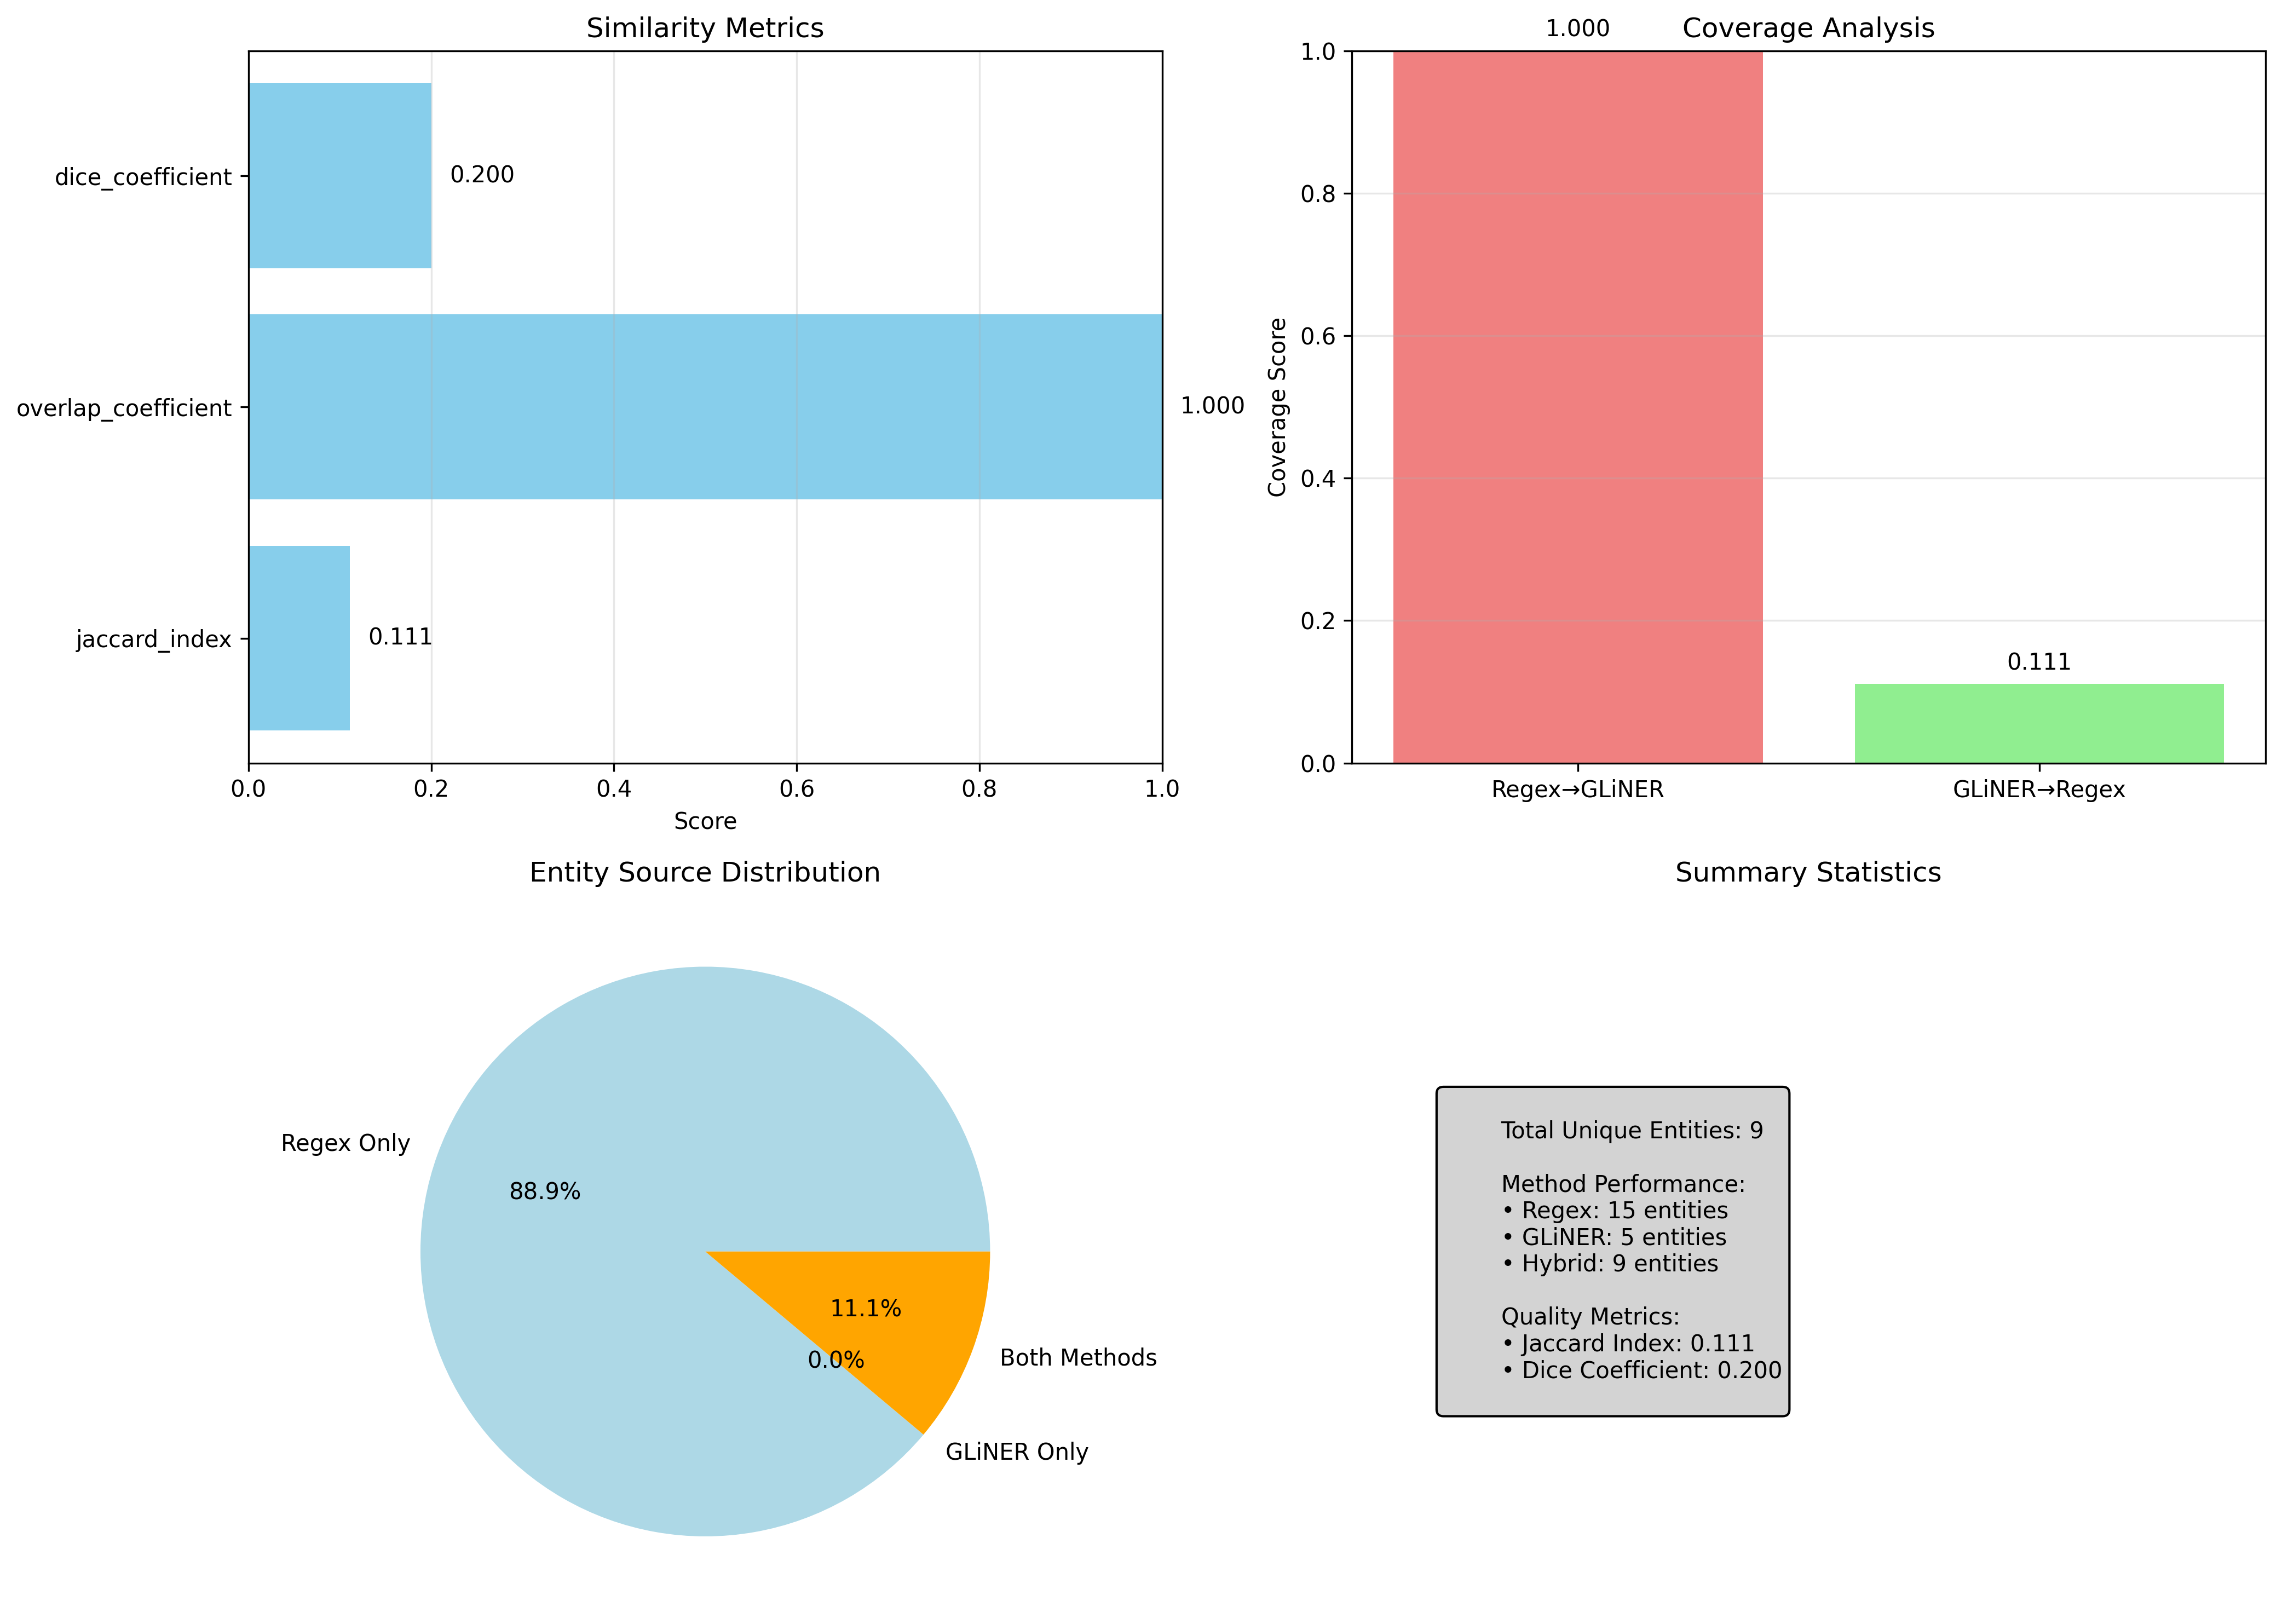 Similarity Metrics
dice_coefficient
0.200
overlap_coefficient
1.000
jaccard_index
0.111
0.0 0.2 0.4 0.6 0.8 1.0
Score
1.000
Coverage Analysis
Coverage Score
1.0
0.8
0.6
0.4
0.2
0.0
0.111
Regex→GLiNER
GLiNER→Regex
Entity Source Distribution
Regex Only
88.9%
11.1%
Both Methods
0.0%
GLiNER Only
Summary Statistics
Total Unique Entities: 9
Method Performance:
• Regex: 15 entities
• GLiNER: 5 entities
• Hybrid: 9 entities
Quality Metrics:
• Jaccard Index: 0.111
• Dice Coefficient: 0.200